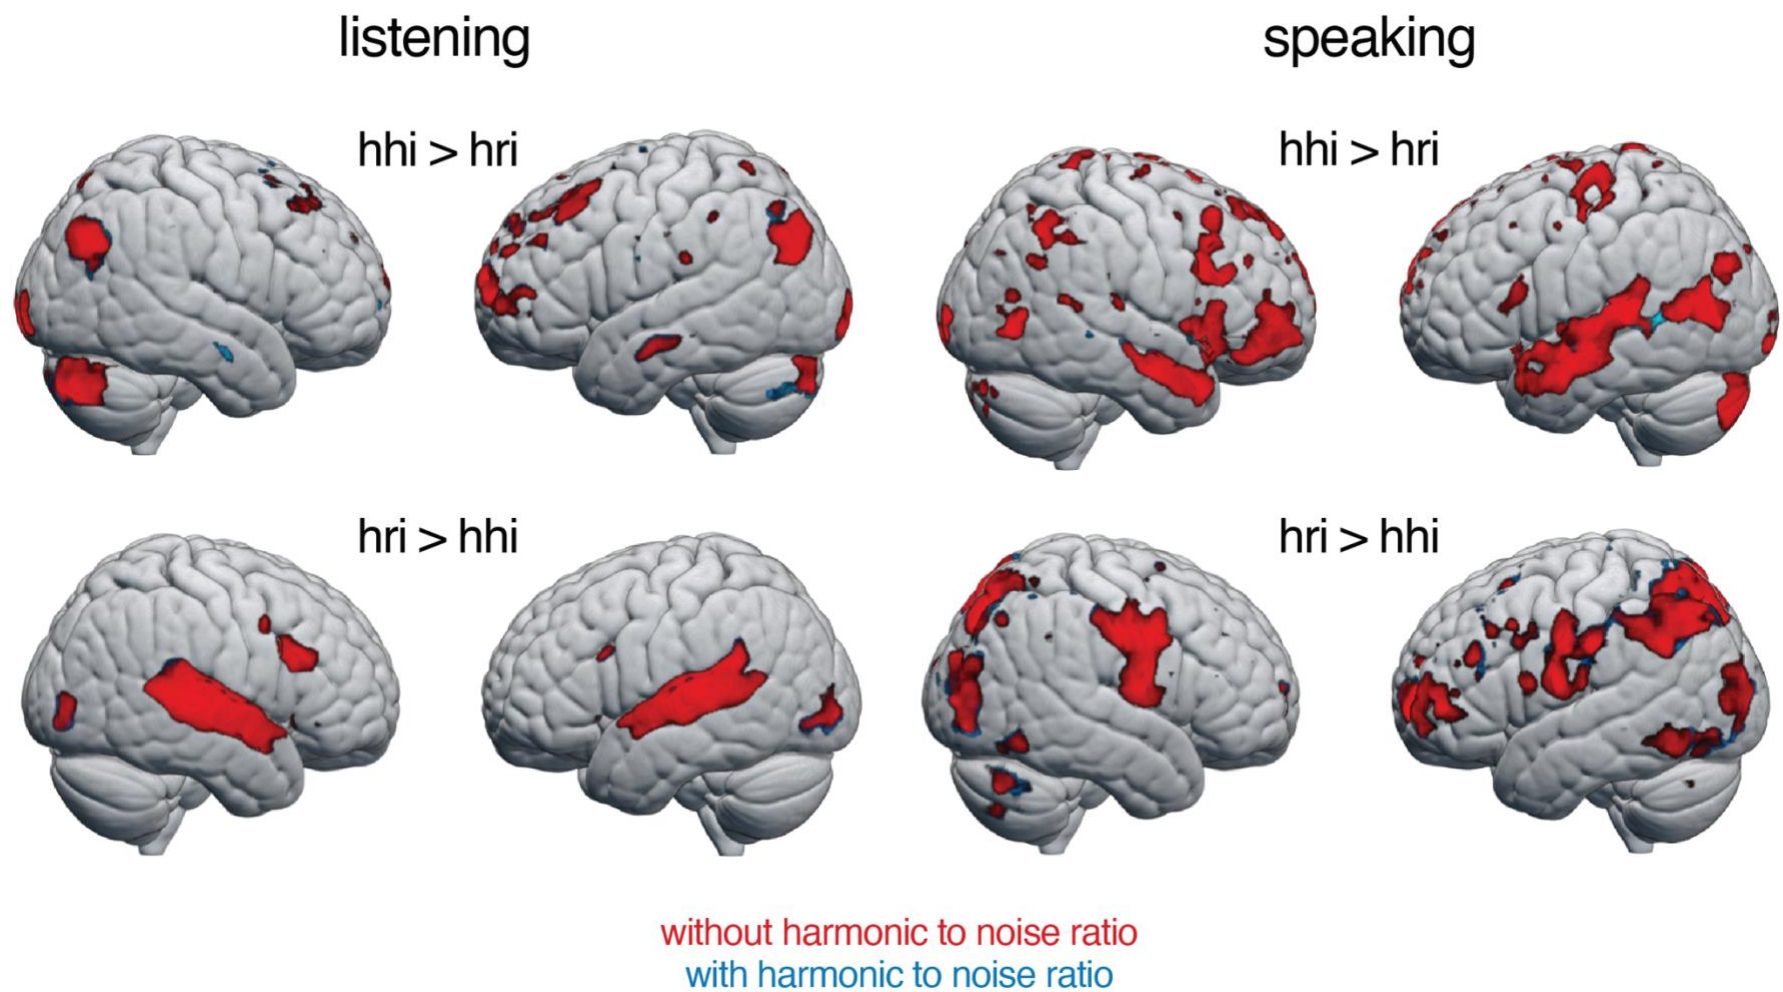 listening
speaking
hhi > hri
hhi > hri
hri > hhi
hri > hhi
without harmonic to noise ratio
with harmonic to noise ratio